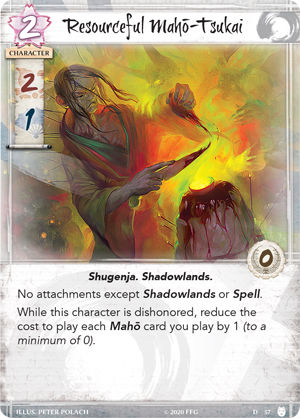 2
Resourceful Mahō-Tsukai
CHARACTER
2
1
0
Shugenja. Shadowlands.
No attachments except Shadowlands or Spell.
While this character is dishonored, reduce the
cost to play each Mahō card you play by 1 (to a
minimum of 0).
ILLUS. PETER POLACH
© 2020 FFG
D 57